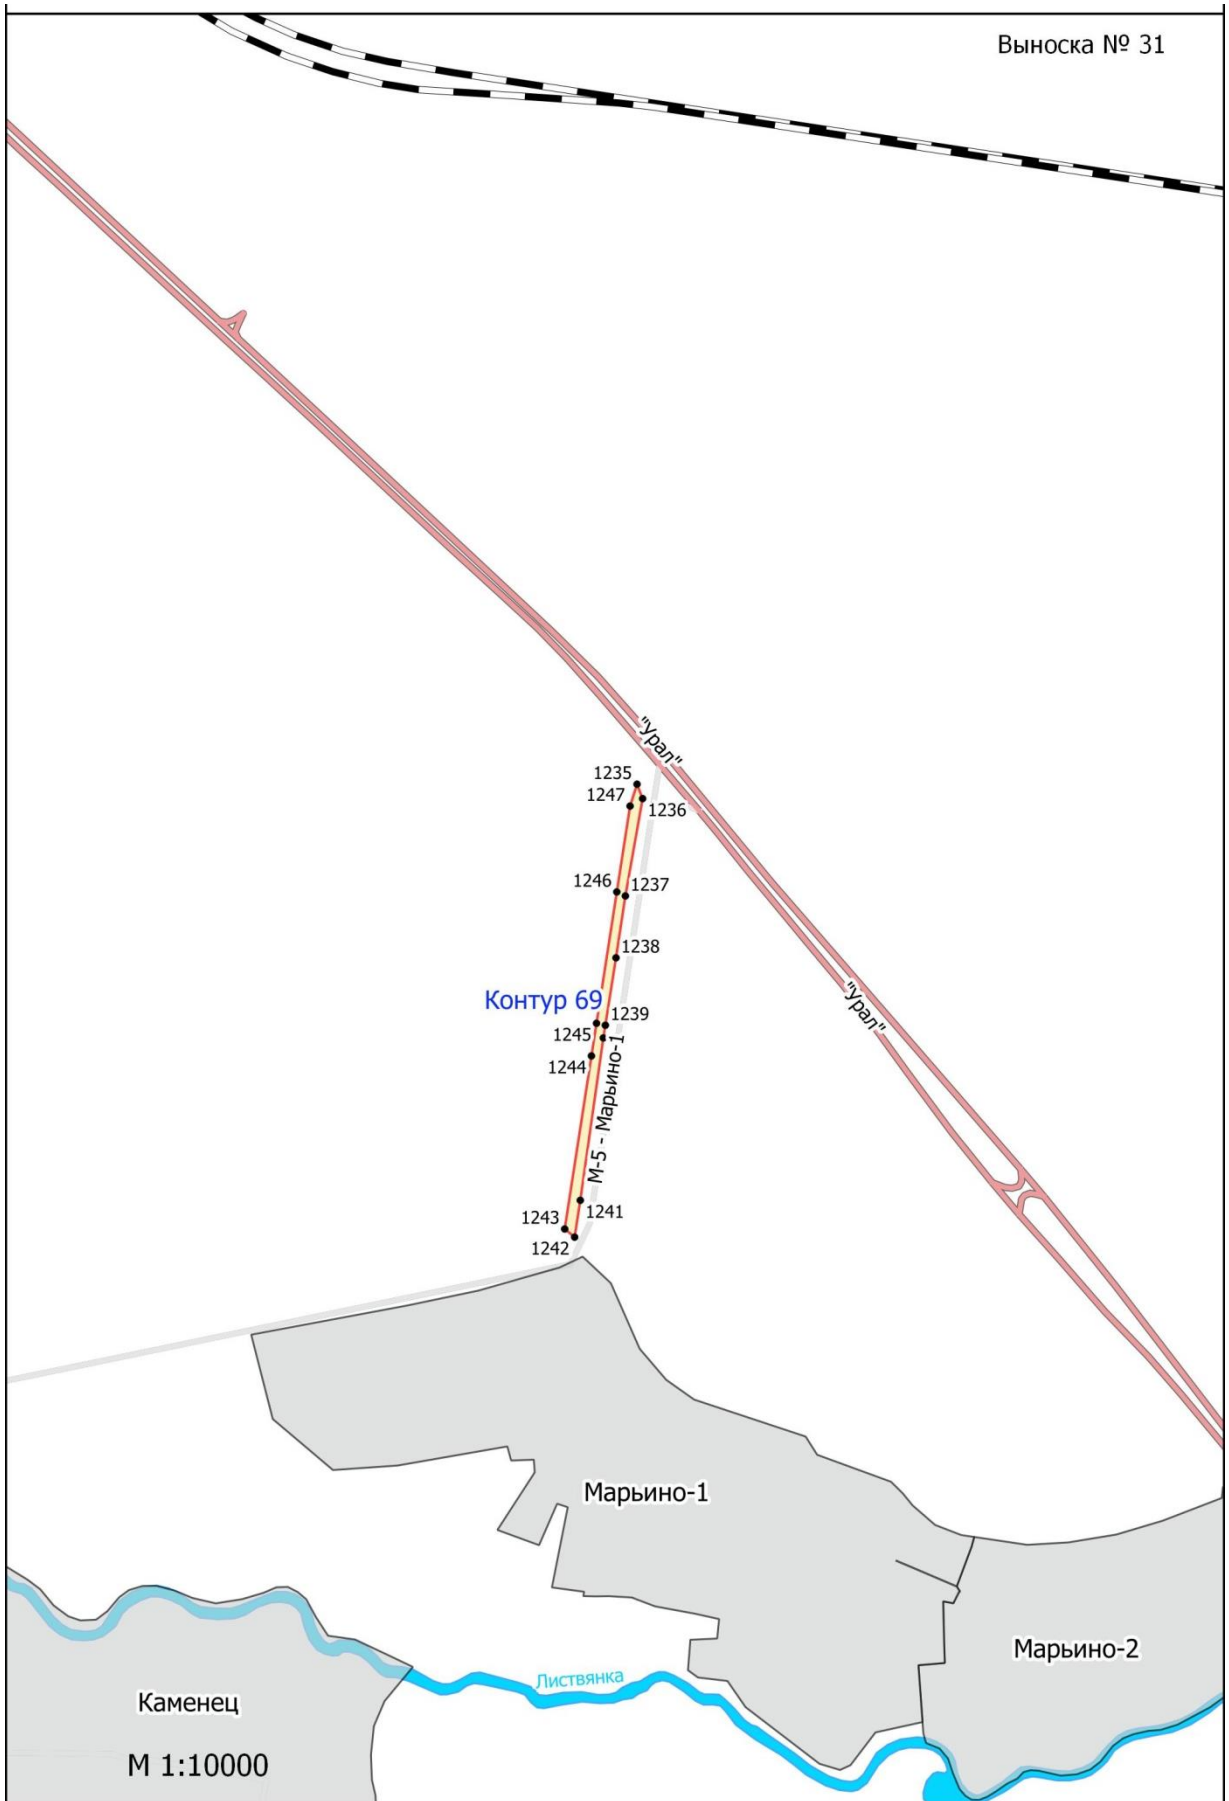 Выноска № 31
"Урал"
1235
1247
1236
1246
1237
1238
Контур 69
1239
1245
1244
М-5 - Марьино-1
"Урал"
1241
1243
1242
Марьино-1
Марьино-2
Листвянка
Каменец
М 1:10000